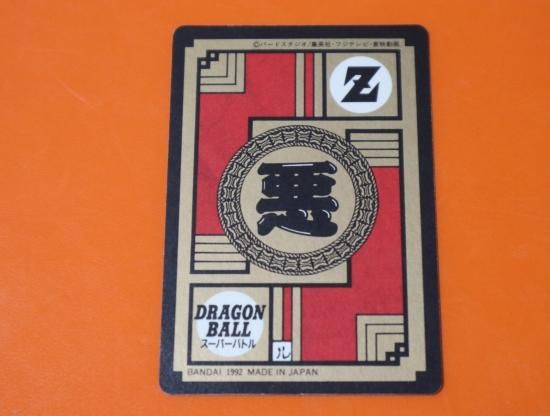 ©バードスタジオ/集英社・フジテレビ・東映動画
Z
悪
DRAGON
BALL
スーパーバトル
ル
BANDAI 1992 MADE IN JAPAN